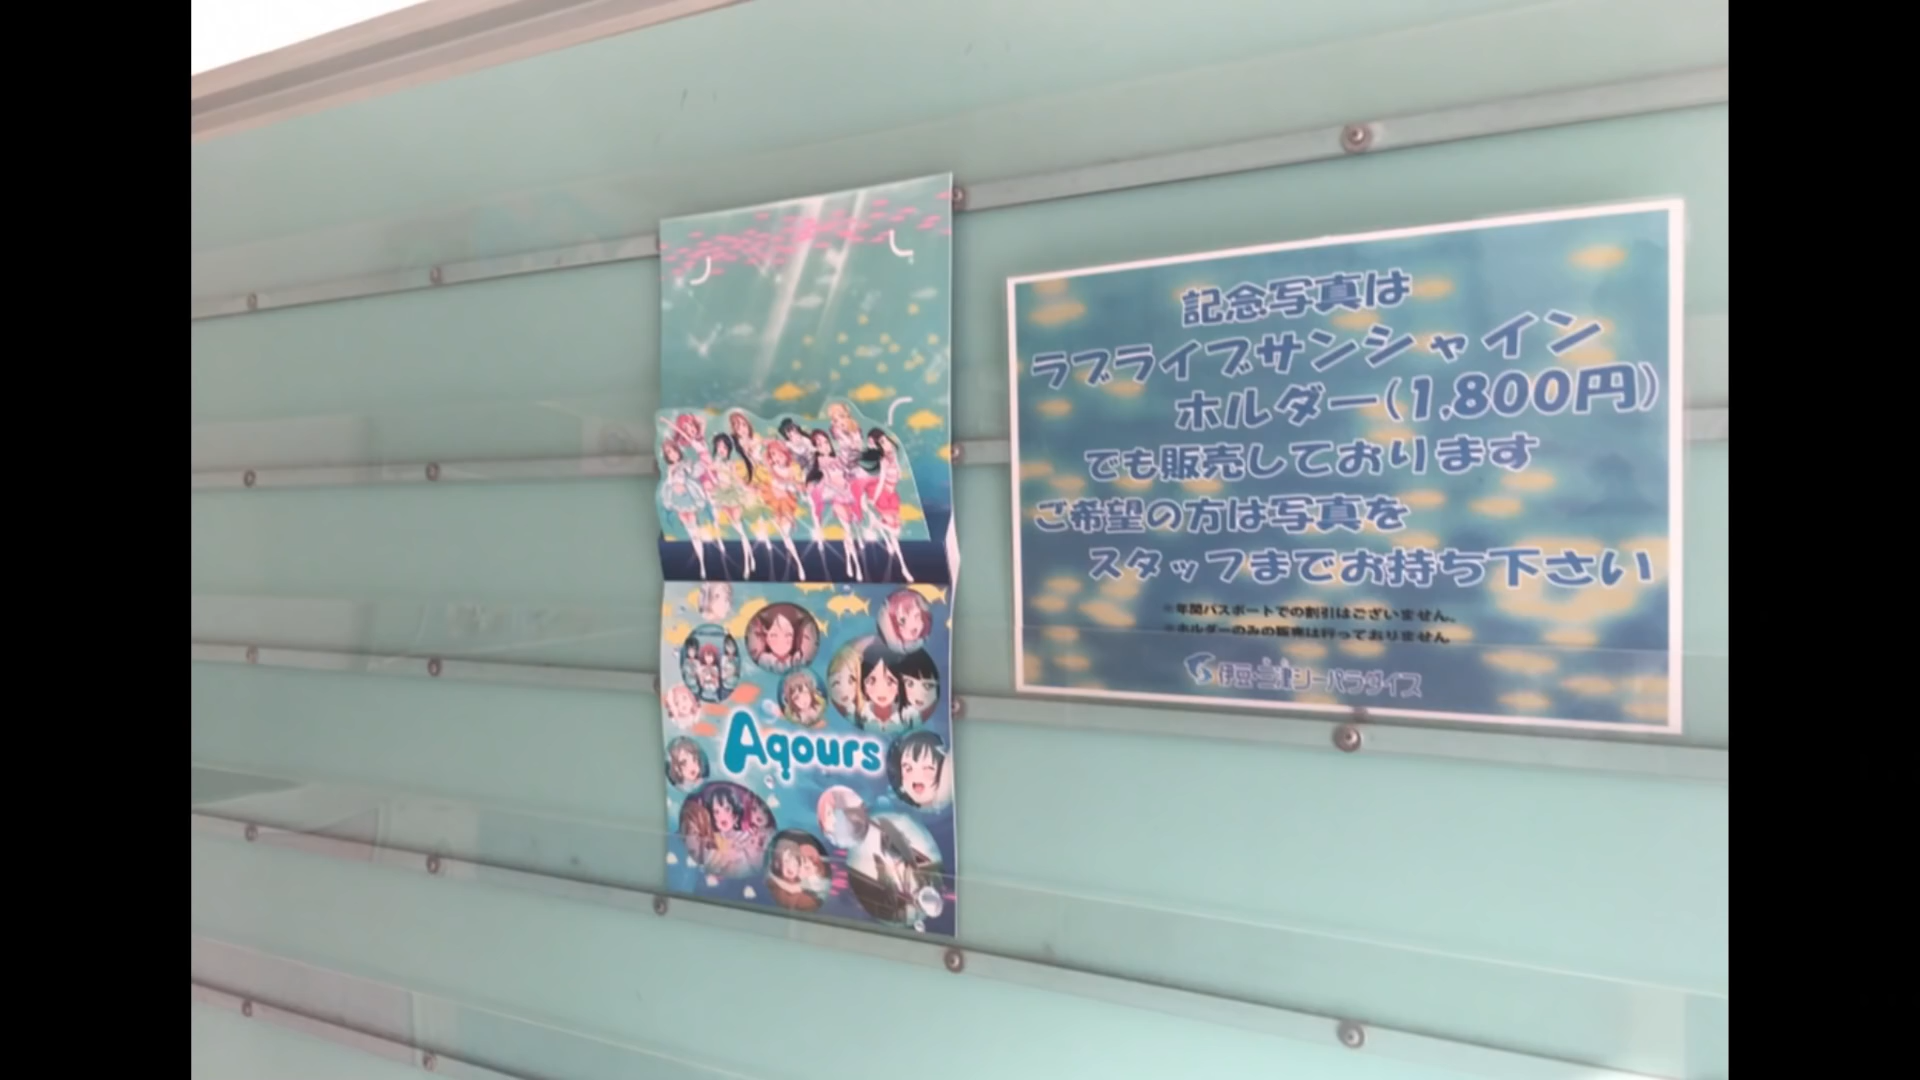 Aqours
記念写真は
ラブライブサンシャイン
ホルダー(1,800円)
でも販売しております
ご希望の方は写真を
スタッフまでお持ち下さい
※年間パスポートでの割引はございません。
※ホルダーのみの販売は行っておりません。
伊豆・三津シーパラダイス